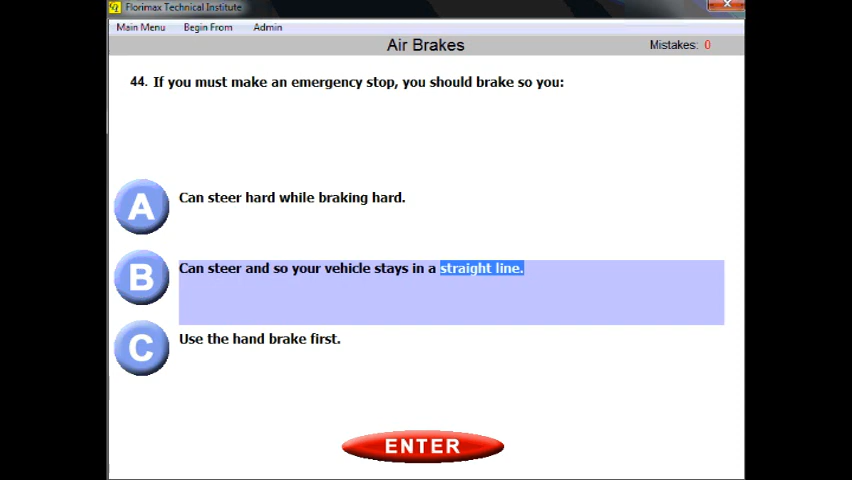 Florimax Technical Institute
Main Menu Begin From Admin
Air Brakes Mistakes: 0
44. If you must make an emergency stop, you should brake so you:
A Can steer hard while braking hard.
B Can steer and so your vehicle stays in a straight line.
C Use the hand brake first.
ENTER